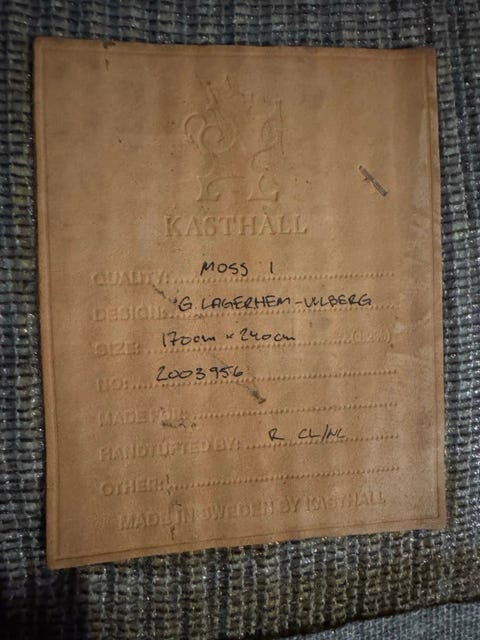 KASTHALL
QUALITY: MOSS 1
DESIGN: G. LAGERHEM-ULLBERG
SIZE: 170cm × 240cm
NO: 2003956
MADE FOR:
HANDTUFTED BY: R CL/NL
OTHER:
MADE IN SWEDEN BY KASTHALL